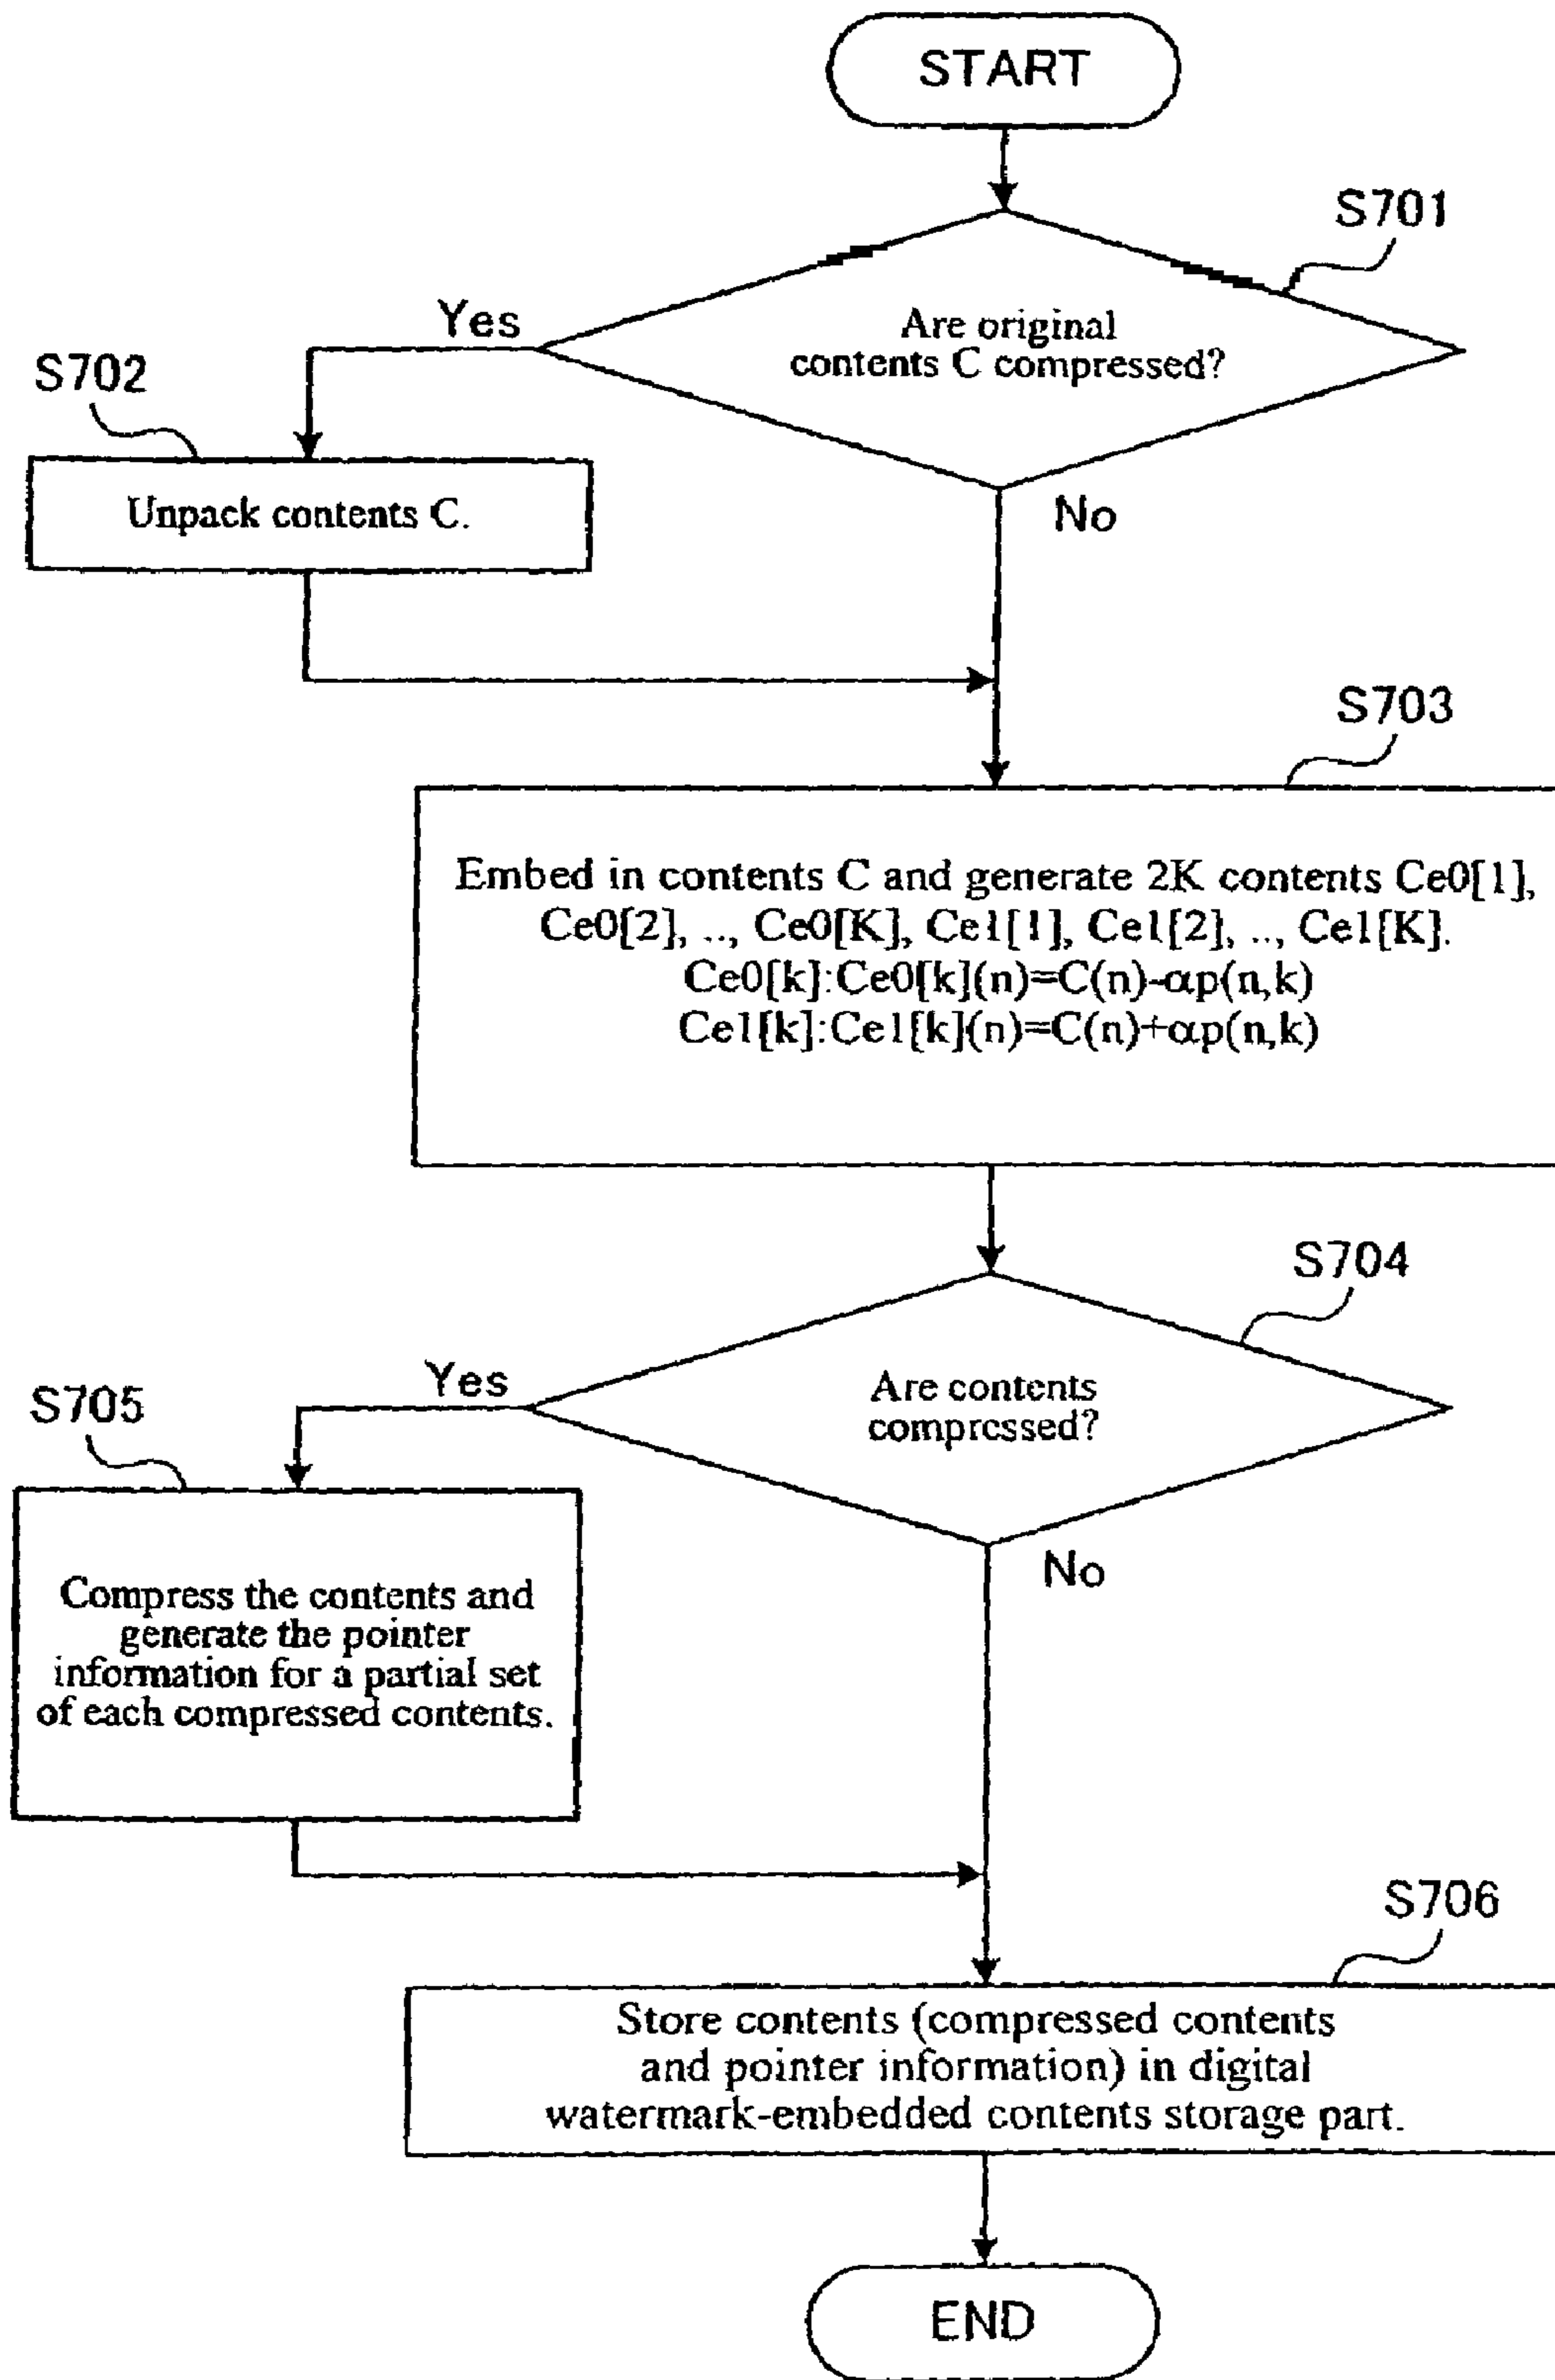 START
S701
Are original
contents C compressed?
Yes
No
S702
Unpack contents C.
S703
Embed in contents C and generate 2K contents Ce0[1],
Ce0[2], .., Ce0[K], Ce1[1], Ce1[2], .., Ce1[K].
Ce0[k]:Ce0[k](n)=C(n)-αp(n,k)
Ce1[k]:Ce1[k](n)=C(n)+αp(n,k)
S704
Are contents
compressed?
Yes
No
S705
Compress the contents and
generate the pointer
information for a partial set
of each compressed contents.
S706
Store contents (compressed contents
and pointer information) in digital
watermark-embedded contents storage part.
END